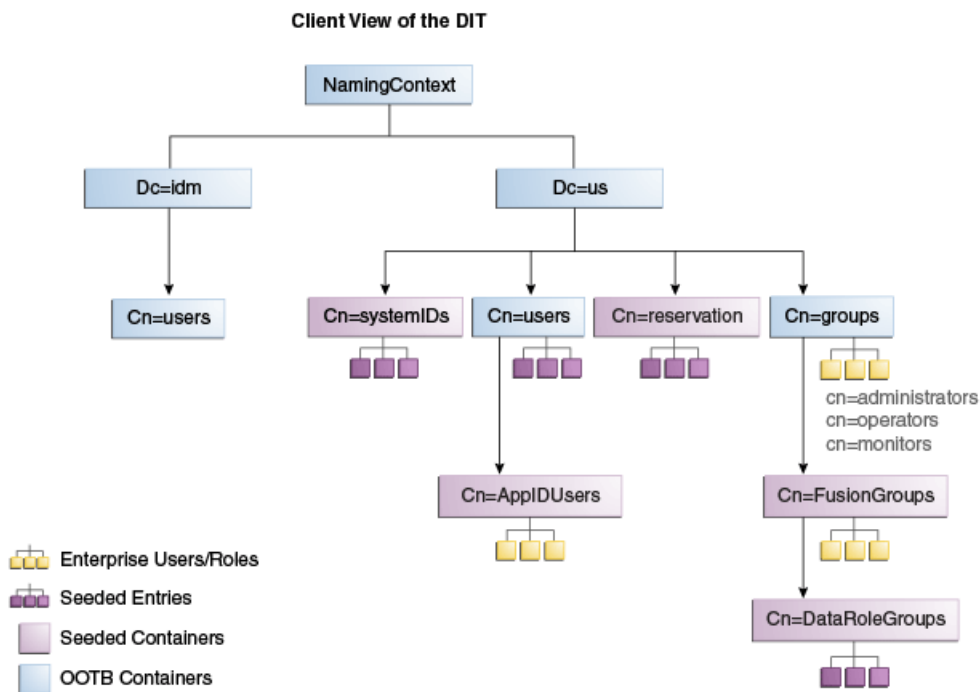 Client View of the DIT
NamingContext
Dc=idm
Dc=us
Cn=users
Cn=systemIDs
Cn=users
Cn=reservation
Cn=groups
cn=administrators
cn=operators
cn=monitors
Cn=AppIDUsers
Cn=FusionGroups
Cn=DataRoleGroups
Enterprise Users/Roles
Seeded Entries
Seeded Containers
OOTB Containers